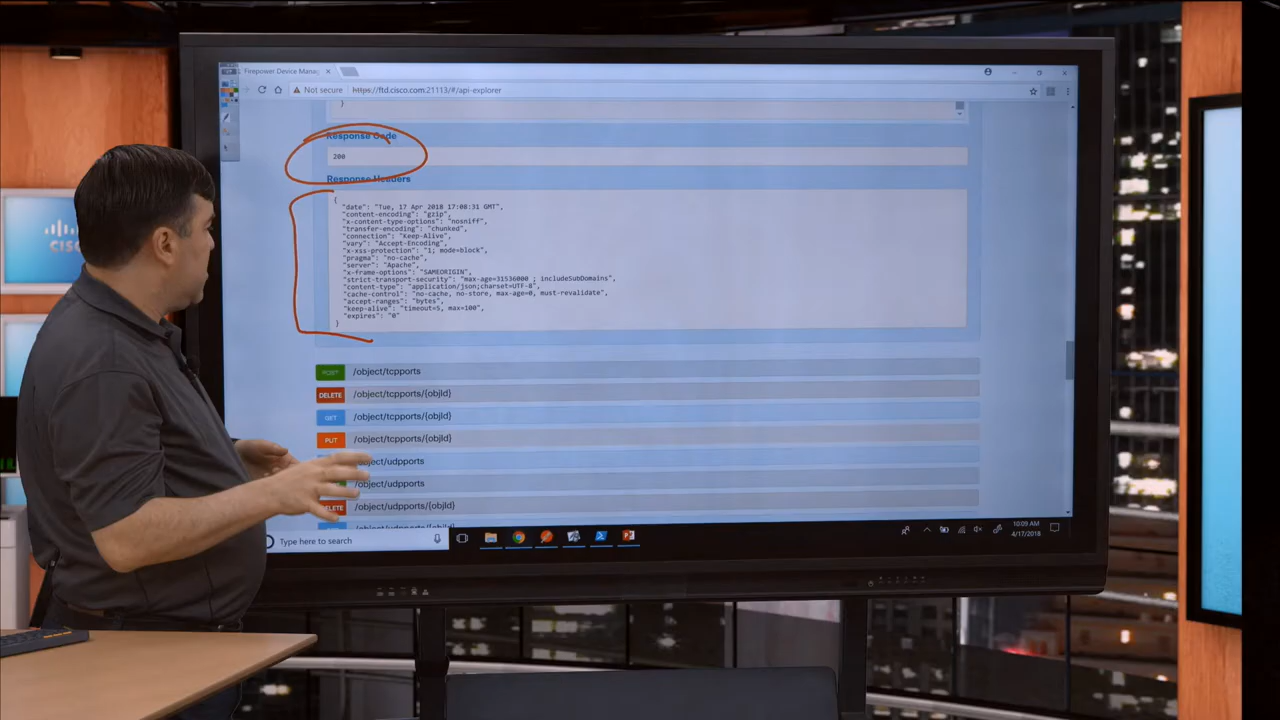 Firepower Device Manag
Not secure
https://ftd.cisco.com:21113/#/api-explorer
}
Response Code
200
Response Headers
{
"date": "Tue, 17 Apr 2018 17:08:31 GMT",
"content-encoding": "gzip",
"x-content-type-options": "nosniff",
"transfer-encoding": "chunked",
"connection": "Keep-Alive",
"vary": "Accept-Encoding",
"x-xss-protection": "1; mode=block",
"pragma": "no-cache",
"server": "Apache",
"x-frame-options": "SAMEORIGIN",
"strict-transport-security": "max-age=31536000 ; includeSubDomains",
"content-type": "application/json;charset=UTF-8",
"cache-control": "no-cache, no-store, max-age=0, must-revalidate",
"accept-ranges": "bytes",
"keep-alive": "timeout=5, max=100",
"expires": "0"
}
POST /object/tcpports
DELETE /object/tcpports/{objId}
GET /object/tcpports/{objId}
PUT /object/tcpports/{objId}
/object/udpports
/object/udpports
DELETE /object/udpports/{objId}
/object/udpports/{objId}
Type here to search
10:09 AM
4/17/2018
CISCO